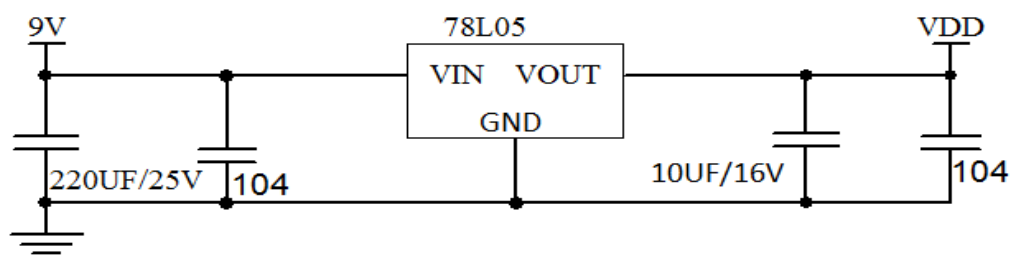 9V
78L05
VDD
VIN VOUT
GND
220UF/25V
104
10UF/16V
104